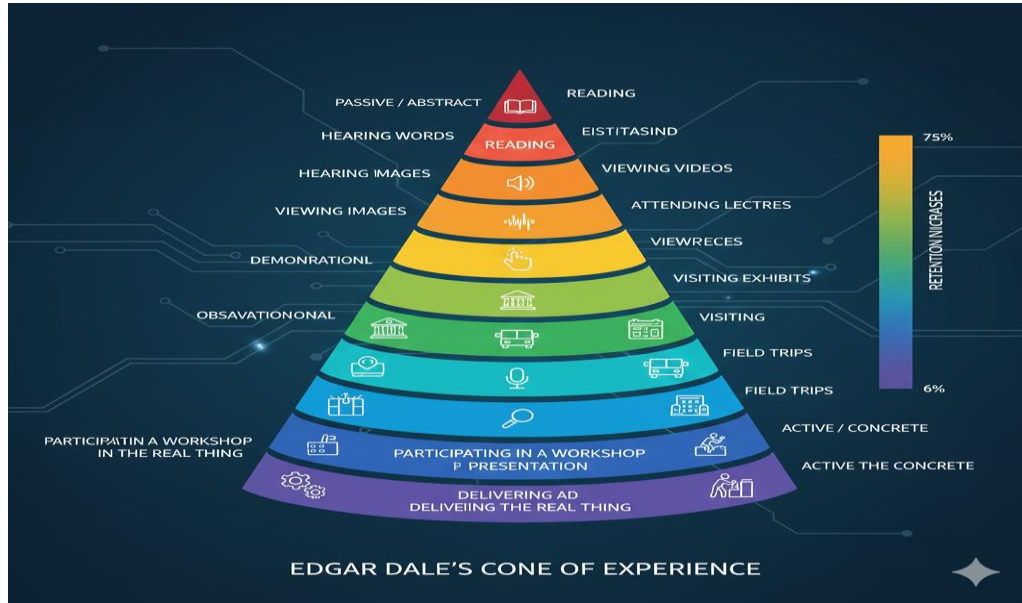 READING
PASSIVE / ABSTRACT
HEARING WORDS
EISTITASIND
READING
HEARING IMAGES
VIEWING VIDEOS
VIEWING IMAGES
ATTENDING LECTRES
VIEWRECES
DEMONRATIONL
VISITING EXHIBITS
OBSAVATIONONAL
VISITING
FIELD TRIPS
FIELD TRIPS
ACTIVE / CONCRETE
PARTICIPATIN A WORKSHOP
IN THE REAL THING
PARTICIPATING IN A WORKSHOP
PRESENTATION
ACTIVE THE CONCRETE
DELIVERING AD
DELIVEIING THE REAL THING
75%
RETENTION NICRASES
6%
EDGAR DALE'S CONE OF EXPERIENCE